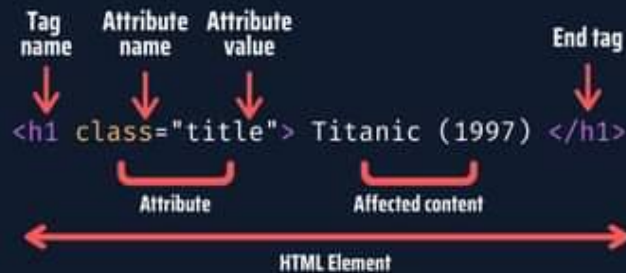 Tag name
Attribute name
Attribute value
End tag
<h1 class="title"> Titanic (1997) </h1>
Attribute
Affected content
HTML Element